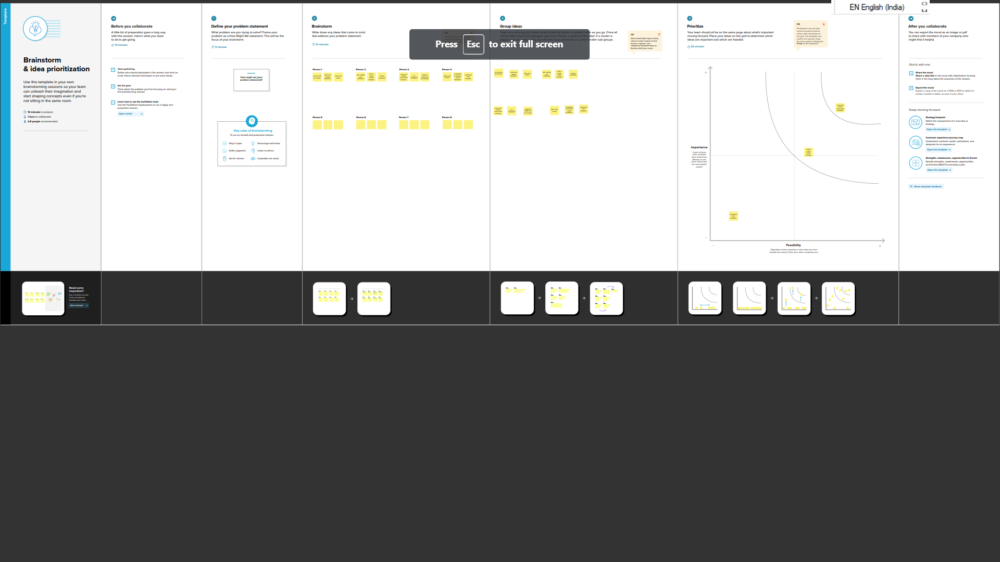 Template
Brainstorm
& idea prioritization
Use this template in your own
brainstorming sessions so your team
can unleash their imagination and
start shaping concepts even if you're
not sitting in the same room.
10 minutes to prepare
1 hour to collaborate
2-8 people recommended
Need some
inspiration?
See a finished version
of this template to
kickstart your work.
Open example
Before you collaborate
A little bit of preparation goes a long way
with this session. Here's what you need
to do to get going.
10 minutes
Team gathering
Define who should participate in the session and send an
invite. Share relevant information or pre-work ahead.
Set the goal
Think about the problem you'll be focusing on solving in
the brainstorming session.
Learn how to use the facilitation tools
Use the Facilitation Superpowers to run a happy and
productive session.
Open article
1
Define your problem statement
What problem are you trying to solve? Frame your
problem as a How Might We statement. This will be the
focus of your brainstorm.
5 minutes
PROBLEM
How might we [your
problem statement]?
Key rules of brainstorming
To run an smooth and productive session
Stay in topic.
Encourage wild ideas.
Defer judgment.
Listen to others.
Go for volume.
If possible, be visual.
2
Brainstorm
Write down any ideas that come to mind
that address your problem statement.
10 minutes
Person 1
Person 2
Person 3
Person 4
Person 5
Person 6
Person 7
Person 8
Press Esc to exit full screen
3
Group ideas
as you go. Once all
label. If a cluster is
smaller sub-groups.
TIP
Add customizable tags to sticky
notes to make it easier to find,
browse, organize, and
categorize important ideas as
themes within your mural.
4
Prioritize
Your team should all be on the same page about what's important
moving forward. Place your ideas on this grid to determine which
ideas are important and which are feasible.
20 minutes
TIP
Participants can use their
cursors to point at where
sticky notes should go on
the grid. The facilitator can
confirm the spot by using
the laser pointer holding the
H key on the keyboard.
+
Importance
If each of these
tasks could get
done without any
difficulty or cost,
which would have
the most positive
impact?
-
-
+
Feasibility
Regardless of their importance, which tasks are more
feasible than others? (Cost, time, effort, complexity, etc.)
EN English (India)
After you collaborate
You can export the mural as an image or pdf
to share with members of your company who
might find it helpful.
Quick add-ons
Share the mural
Share a view link to the mural with stakeholders to keep
them in the loop about the outcomes of the session.
Export the mural
Export a copy of the mural as a PNG or PDF to attach to
emails, include in slides, or save in your drive.
Keep moving forward
Strategy blueprint
Define the components of a new idea or
strategy.
Open the template
Customer experience journey map
Understand customer needs, motivations, and
obstacles for an experience.
Open the template
Strengths, weaknesses, opportunities & threats
Identify strengths, weaknesses, opportunities,
and threats (SWOT) to develop a plan.
Open the template
Share template feedback